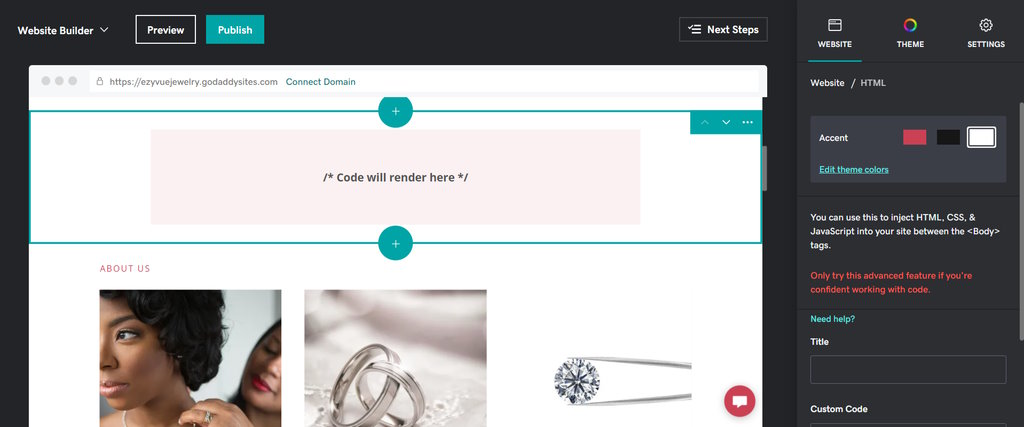 Website Builder
Preview
Publish
Next Steps
WEBSITE
THEME
SETTINGS
https://ezyvuejewelry.godaddysites.com
Connect Domain
Website / HTML
Accent
Edit theme colors
/* Code will render here */
You can use this to inject HTML, CSS, &
JavaScript into your site between the <Body>
tags.
Only try this advanced feature if you're
confident working with code.
Need help?
Title
Custom Code
ABOUT US